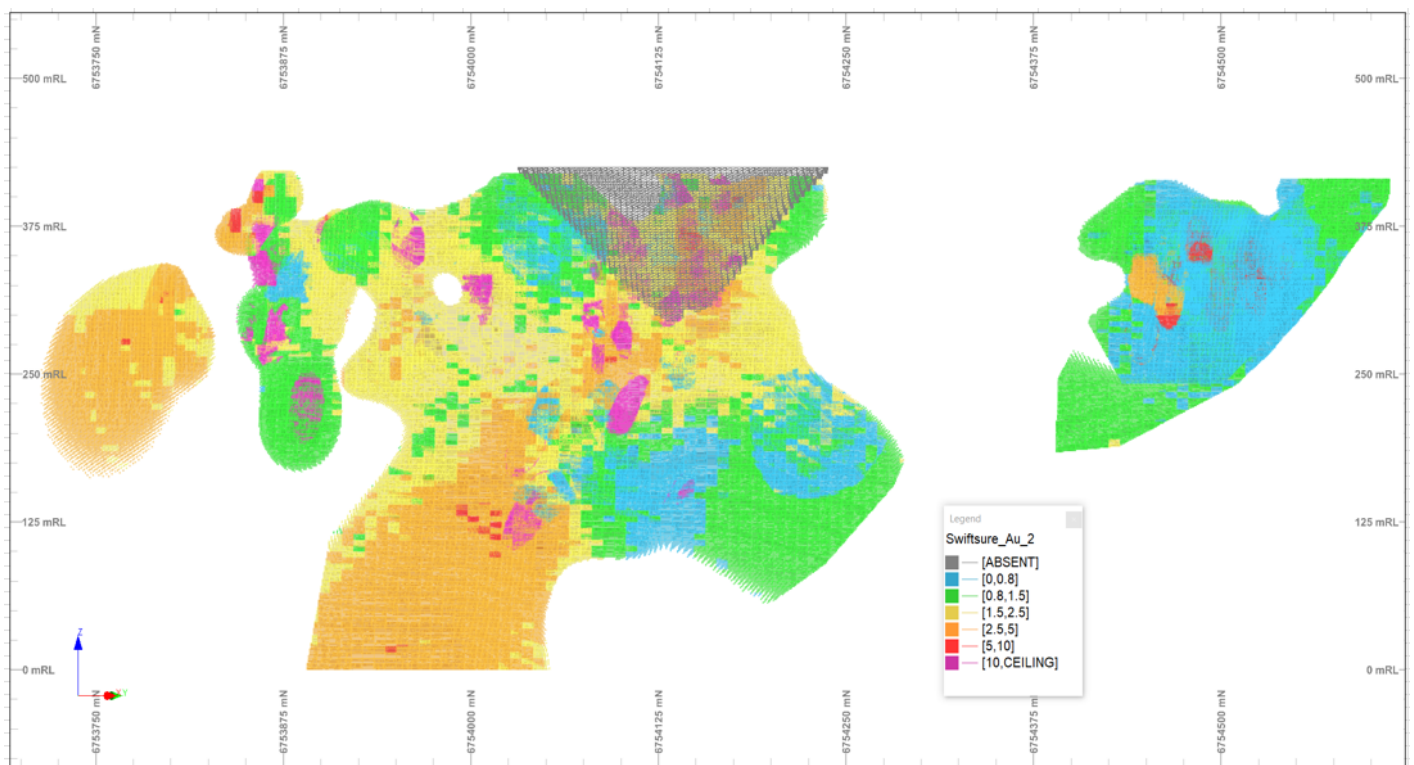 6753750 mN
6753875 mN
6754000 mN
6754125 mN
6754250 mN
6754375 mN
6754500 mN
500 mRL
500 mRL
375 mRL
375 mRL
250 mRL
250 mRL
125 mRL
125 mRL
0 mRL
0 mRL
Legend
Swiftsure_Au_2
[ABSENT]
[0,0.8]
[0.8,1.5]
[1.5,2.5]
[2.5,5]
[5,10]
[10,CEILING]
Z
X Y
6753750 mN
6753875 mN
6754000 mN
6754125 mN
6754250 mN
6754375 mN
6754500 mN